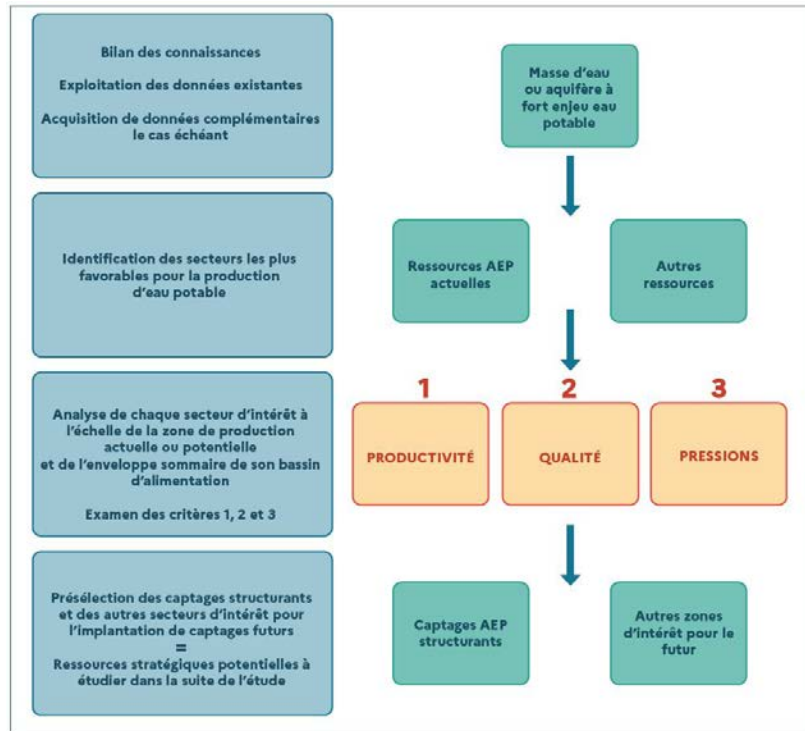 Bilan des connaissances
Exploitation des données existantes
Acquisition de données complémentaires
le cas échéant
Masse d'eau
ou aquifère à
fort enjeu eau
potable
Identification des secteurs les plus
favorables pour la production
d'eau potable
Ressources AEP
actuelles
Autres
ressources
Analyse de chaque secteur d'intérêt à
l'échelle de la zone de production
actuelle ou potentielle
et de l'enveloppe sommaire de son bassin
d'alimentation
Examen des critères 1, 2 et 3
1
PRODUCTIVITÉ
2
QUALITÉ
3
PRESSIONS
Présélection des captages structurants
et des autres secteurs d'intérêt pour
l'implantation de captages futurs
=
Ressources stratégiques potentielles à
étudier dans la suite de l'étude
Captages AEP
structurants
Autres zones
d'intérêt pour le
futur